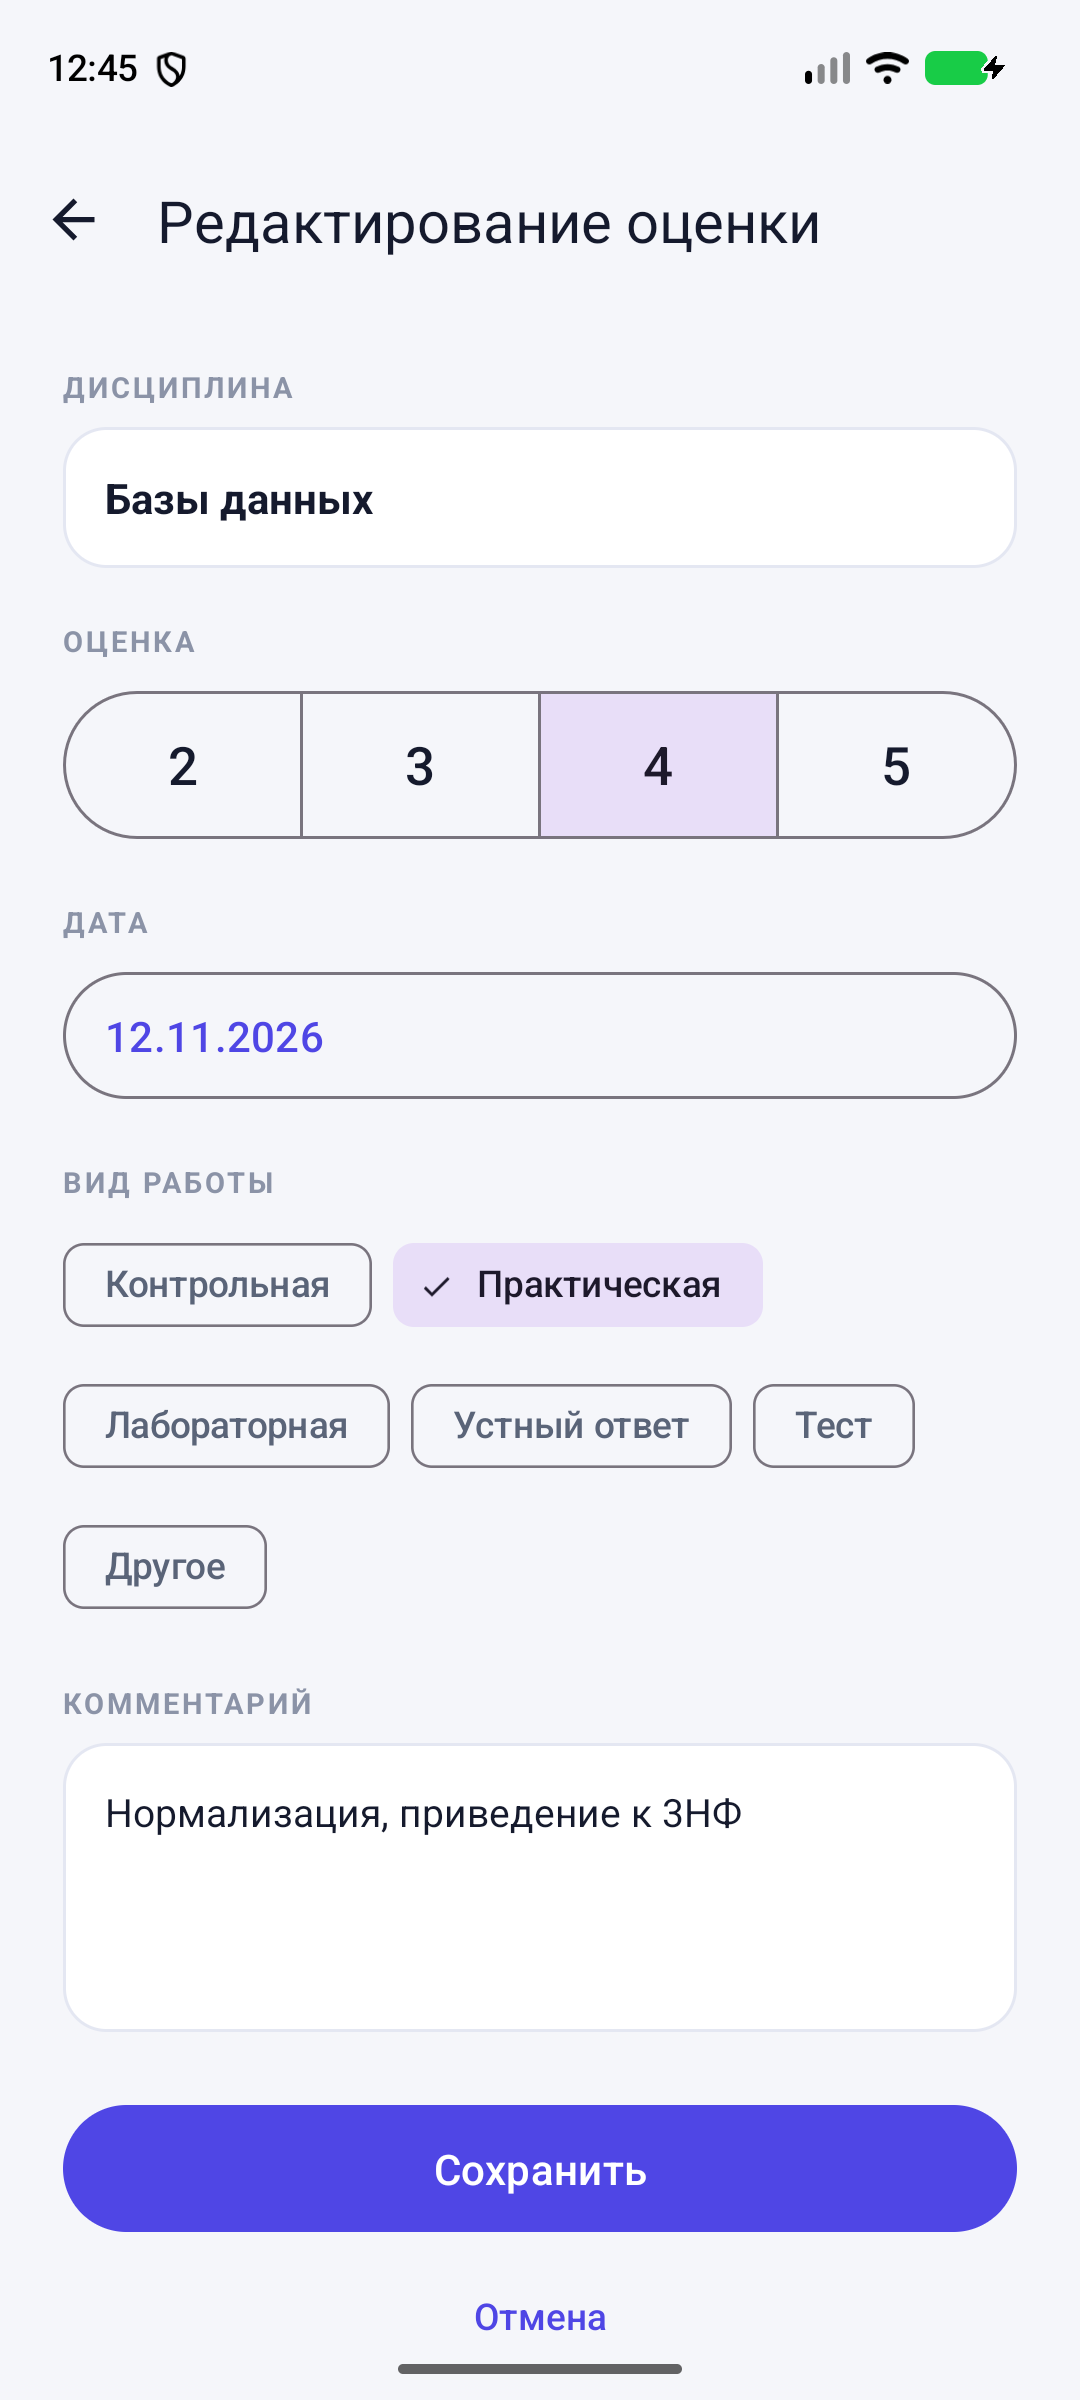 12:45
Редактирование оценки
ДИСЦИПЛИНА
Базы данных
ОЦЕНКА
2 3 4 5
ДАТА
12.11.2026
ВИД РАБОТЫ
Контрольная Практическая
Лабораторная Устный ответ Тест
Другое
КОММЕНТАРИЙ
Нормализация, приведение к 3НФ
Сохранить
Отмена